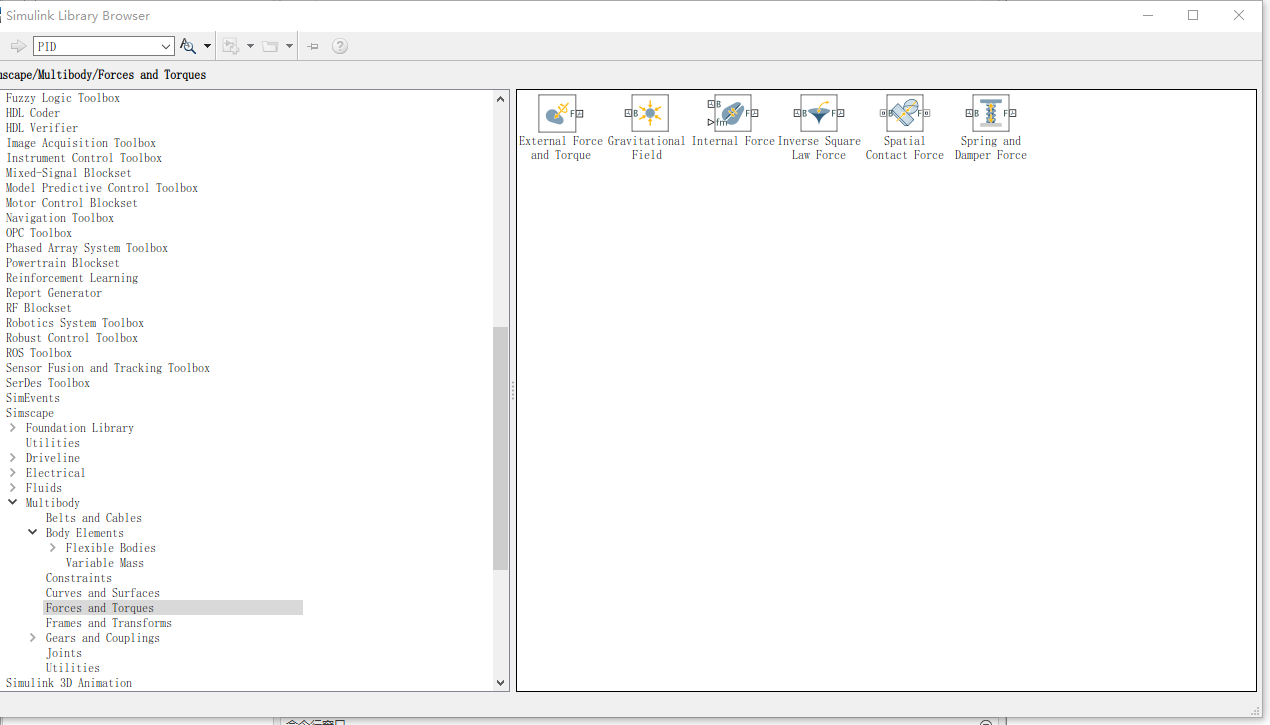 Simulink Library Browser
PID
scape/Multibody/Forces and Torques
Fuzzy Logic Toolbox
HDL Coder
HDL Verifier
Image Acquisition Toolbox
Instrument Control Toolbox
Mixed-Signal Blockset
Model Predictive Control Toolbox
Motor Control Blockset
Navigation Toolbox
OPC Toolbox
Phased Array System Toolbox
Powertrain Blockset
Reinforcement Learning
Report Generator
RF Blockset
Robotics System Toolbox
Robust Control Toolbox
ROS Toolbox
Sensor Fusion and Tracking Toolbox
SerDes Toolbox
SimEvents
Simscape
Foundation Library
Utilities
Driveline
Electrical
Fluids
Multibody
Belts and Cables
Body Elements
Flexible Bodies
Variable Mass
Constraints
Curves and Surfaces
Forces and Torques
Frames and Transforms
Gears and Couplings
Joints
Utilities
Simulink 3D Animation
F
External Force
and Torque
B
Gravitational
Field
B
fm
F
Internal Force
B F
Inverse Square
Law Force
B F
Spatial
Contact Force
B F
Spring and
Damper Force
命令行窗口